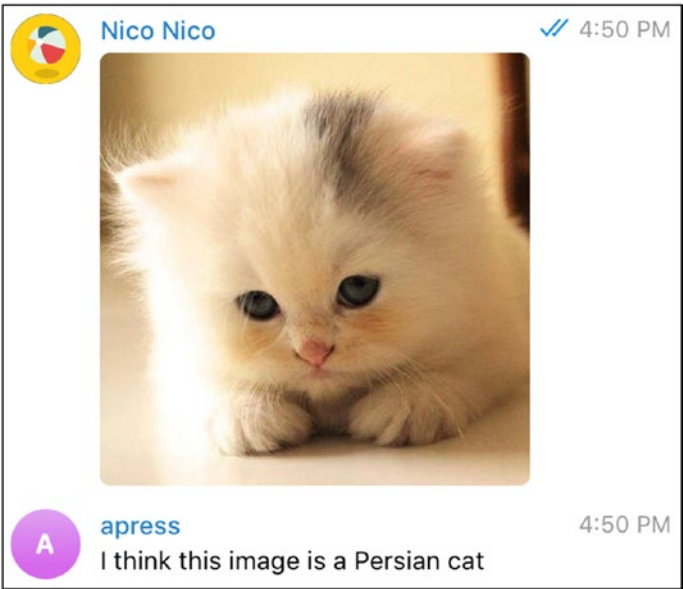 Nico Nico
4:50 PM
A
apress
4:50 PM
I think this image is a Persian cat